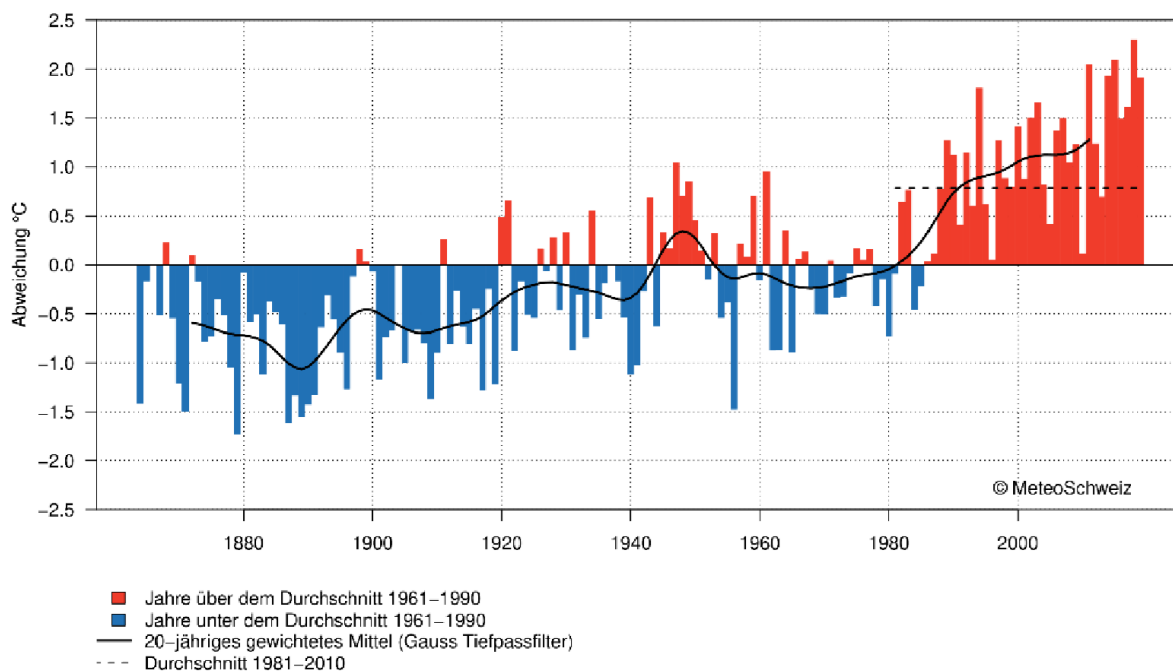 2.5
2.0
1.5
1.0
0.5
0.0
−0.5
−1.0
−1.5
−2.0
−2.5
Abweichung °C
© MeteoSchweiz
1880 1900 1920 1940 1960 1980 2000
Jahre über dem Durchschnitt 1961−1990
Jahre unter dem Durchschnitt 1961−1990
20−jähriges gewichtetes Mittel (Gauss Tiefpassfilter)
Durchschnitt 1981−2010